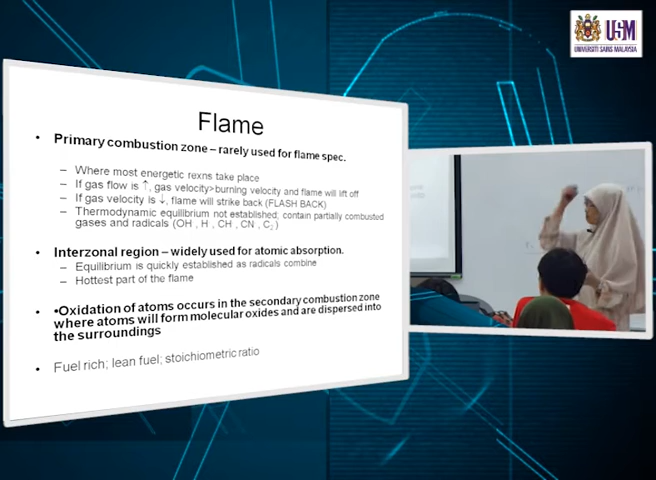 USM
UNIVERSITI SAINS MALAYSIA
Flame
• Primary combustion zone – rarely used for flame spec.
– Where most energetic rexns take place
– If gas flow is ↑, gas velocity>burning velocity and flame will lift off
– If gas velocity is ↓, flame will strike back (FLASH BACK)
– Thermodynamic equilibrium not established; contain partially combusted
gases and radicals (OH , H , CH , CN , C₂ )
• Interzonal region – widely used for atomic absorption.
– Equilibrium is quickly established as radicals combine
– Hottest part of the flame
• •Oxidation of atoms occurs in the secondary combustion zone
where atoms will form molecular oxides and are dispersed into
the surroundings
• Fuel rich; lean fuel; stoichiometric ratio